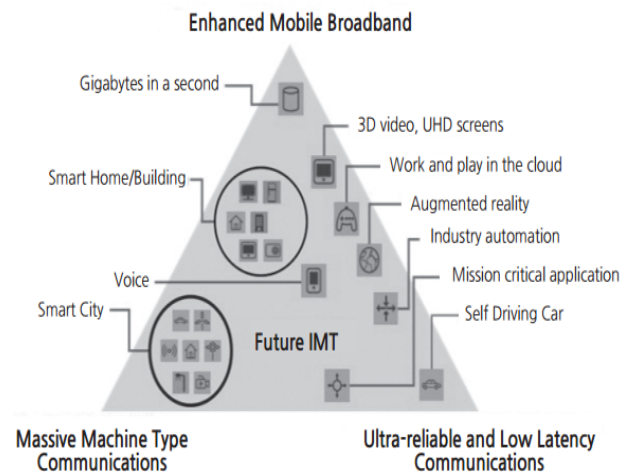 Enhanced Mobile Broadband
Gigabytes in a second
3D video, UHD screens
Work and play in the cloud
Smart Home/Building
Augmented reality
Industry automation
Mission critical application
Voice
Self Driving Car
Smart City
Future IMT
Massive Machine Type
Communications
Ultra-reliable and Low Latency
Communications